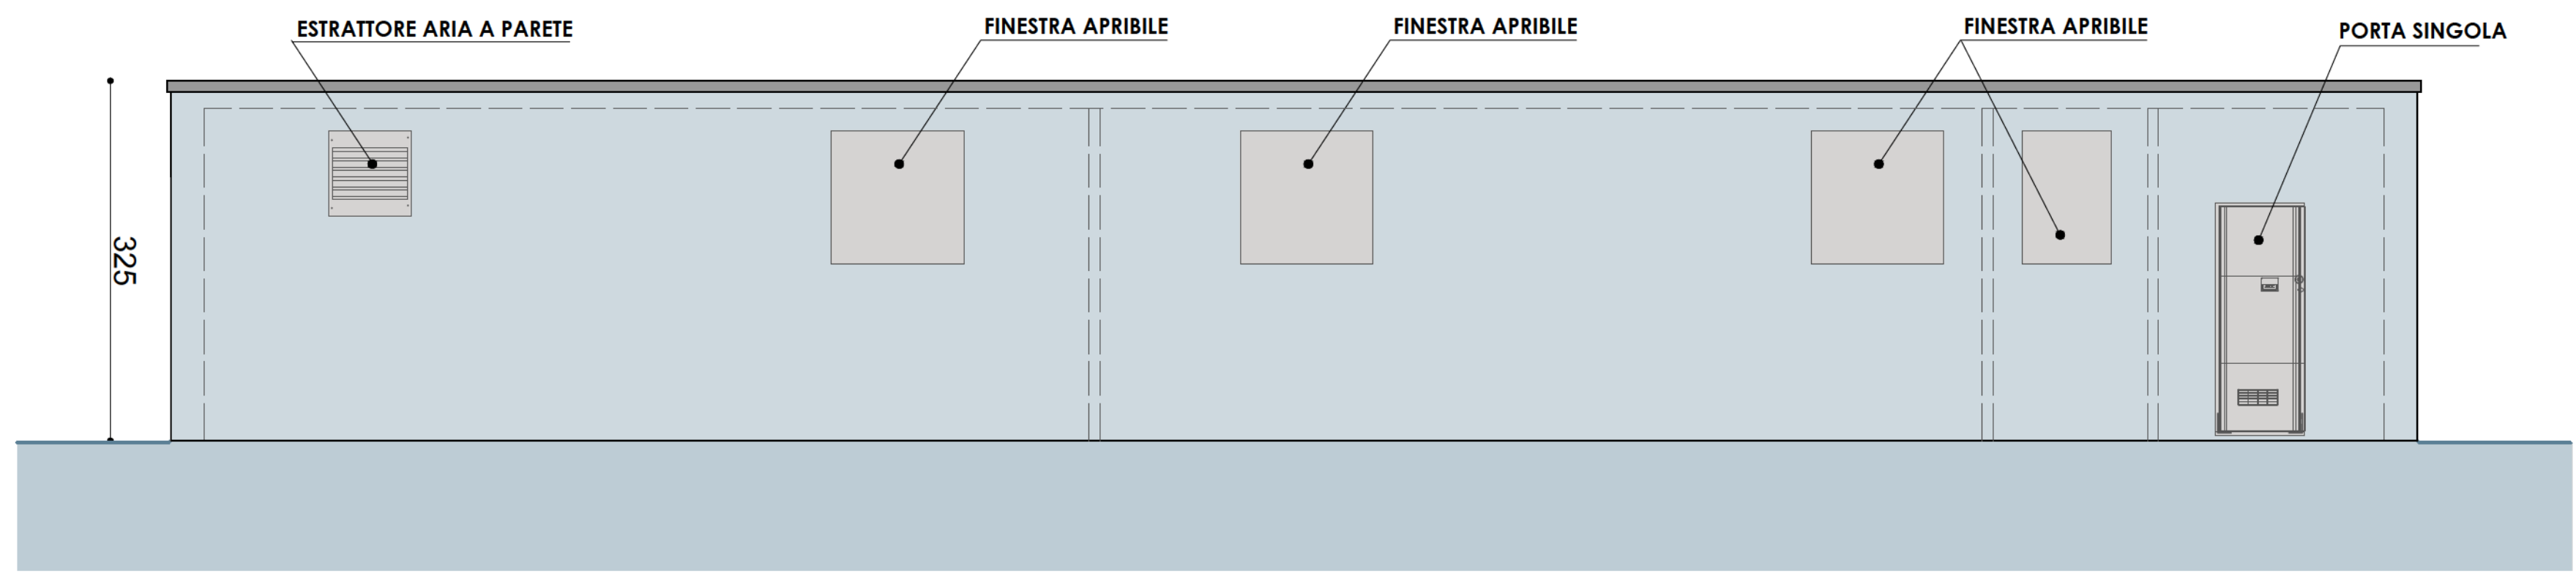 ESTRATTORE ARIA A PARETE
FINESTRA APRIBILE
FINESTRA APRIBILE
FINESTRA APRIBILE
PORTA SINGOLA
325